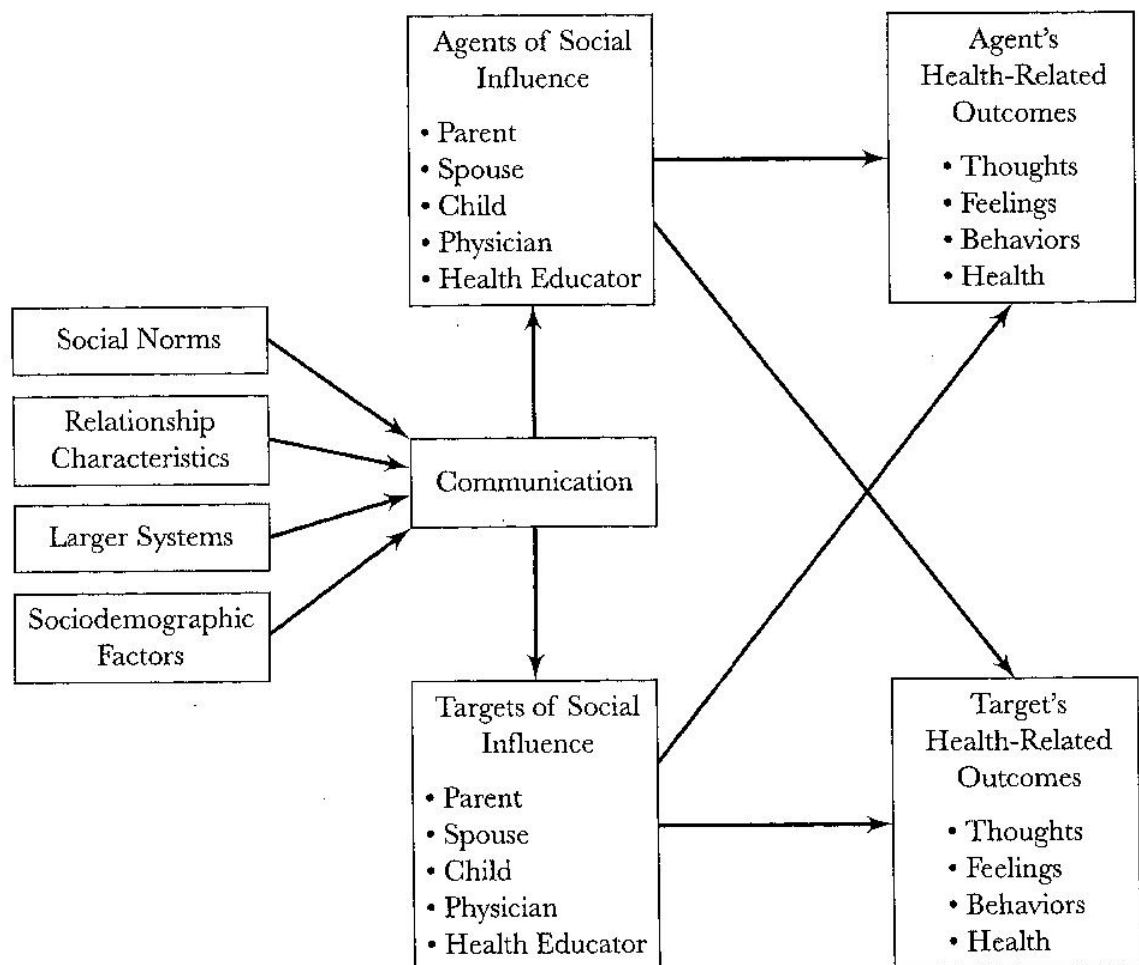 Agents of Social
Influence
• Parent
• Spouse
• Child
• Physician
• Health Educator
Agent's
Health-Related
Outcomes
• Thoughts
• Feelings
• Behaviors
• Health
Social Norms
Relationship
Characteristics
Larger Systems
Sociodemographic
Factors
Communication
Targets of Social
Influence
• Parent
• Spouse
• Child
• Physician
• Health Educator
Target's
Health-Related
Outcomes
• Thoughts
• Feelings
• Behaviors
• Health